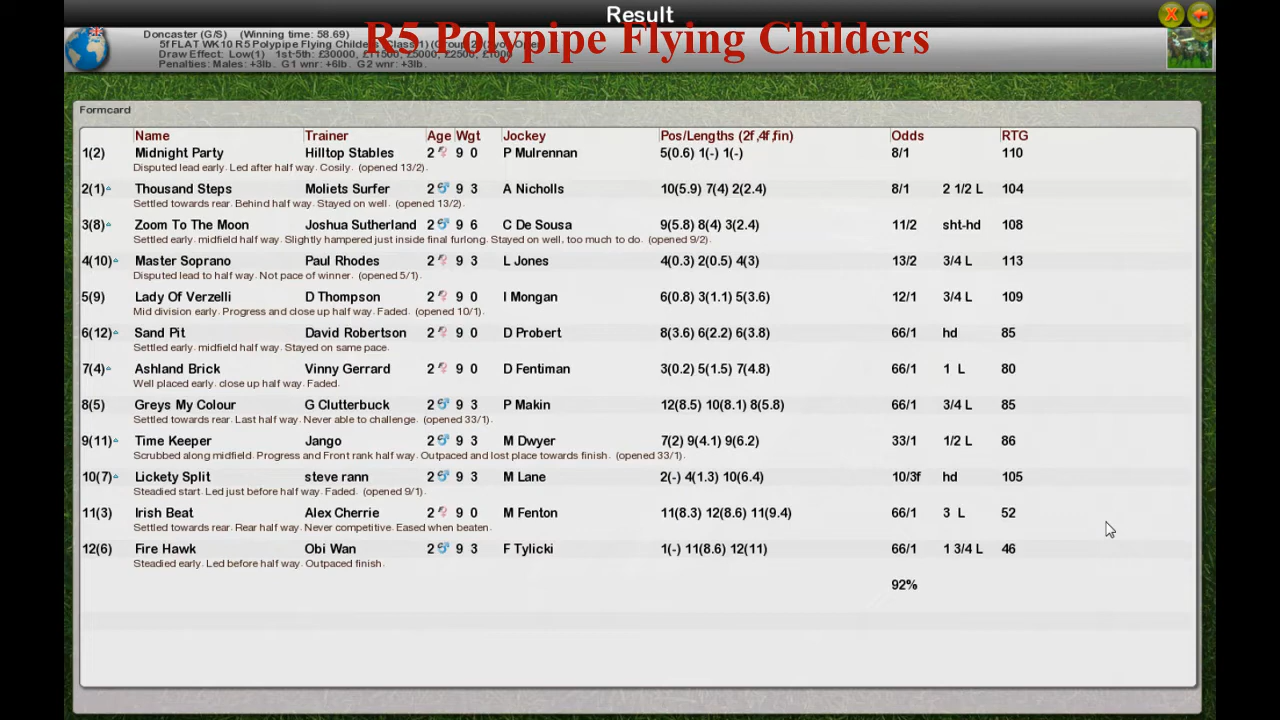 Result
R5 Polypipe Flying Childers
Doncaster (G/S) (Winning time: 58.69)
5f FLAT WK10 R5 Polypipe Flying Childers
Draw Effect: Low(1) 1st-5th: £30000, £11500, £5000, £2500, £1000
Penalties: Males: +3lb. G1 wnr: +6lb. G2 wnr: +3lb.
Formcard
Name Trainer Age Wgt Jockey Pos/Lengths (2f,4f,fin) Odds RTG
1(2) Midnight Party Hilltop Stables 2 9 0 P Mulrennan 5(0.6) 1(-) 1(-) 8/1 110
Disputed lead early. Led after half way. Cosily. (opened 13/2).
2(1) Thousand Steps Moliets Surfer 2 9 3 A Nicholls 10(5.9) 7(4) 2(2.4) 8/1 2 1/2 L 104
Settled towards rear. Behind half way. Stayed on well. (opened 13/2).
3(8) Zoom To The Moon Joshua Sutherland 2 9 6 C De Sousa 9(5.8) 8(4) 3(2.4) 11/2 sht-hd 108
Settled early. midfield half way. Slightly hampered just inside final furlong. Stayed on well, too much to do. (opened 9/2).
4(10) Master Soprano Paul Rhodes 2 9 3 L Jones 4(0.3) 2(0.5) 4(3) 13/2 3/4 L 113
Disputed lead to half way. Not pace of winner. (opened 5/1).
5(9) Lady Of Verzelli D Thompson 2 9 0 I Mongan 6(0.8) 3(1.1) 5(3.6) 12/1 3/4 L 109
Mid division early. Progress and close up half way. Faded. (opened 10/1).
6(12) Sand Pit David Robertson 2 9 0 D Probert 8(3.6) 6(2.2) 6(3.8) 66/1 hd 85
Settled early. midfield half way. Stayed on same pace.
7(4) Ashland Brick Vinny Gerrard 2 9 0 D Fentiman 3(0.2) 5(1.5) 7(4.8) 66/1 1 L 80
Well placed early. close up half way. Faded.
8(5) Greys My Colour G Clutterbuck 2 9 3 P Makin 12(8.5) 10(8.1) 8(5.8) 66/1 3/4 L 85
Settled towards rear. Last half way. Never able to challenge. (opened 33/1).
9(11) Time Keeper Jango 2 9 3 M Dwyer 7(2) 9(4.1) 9(6.2) 33/1 1/2 L 86
Scrubbed along midfield. Progress and Front rank half way. Outpaced and lost place towards finish. (opened 33/1).
10(7) Lickety Split steve rann 2 9 3 M Lane 2(-) 4(1.3) 10(6.4) 10/3f hd 105
Steadied start. Led just before half way. Faded. (opened 9/1).
11(3) Irish Beat Alex Cherrie 2 9 0 M Fenton 11(8.3) 12(8.6) 11(9.4) 66/1 3 L 52
Settled towards rear. Rear half way. Never competitive. Eased when beaten.
12(6) Fire Hawk Obi Wan 2 9 3 F Tylicki 1(-) 11(8.6) 12(11) 66/1 1 3/4 L 46
Steadied early. Led before half way. Outpaced finish.
92%